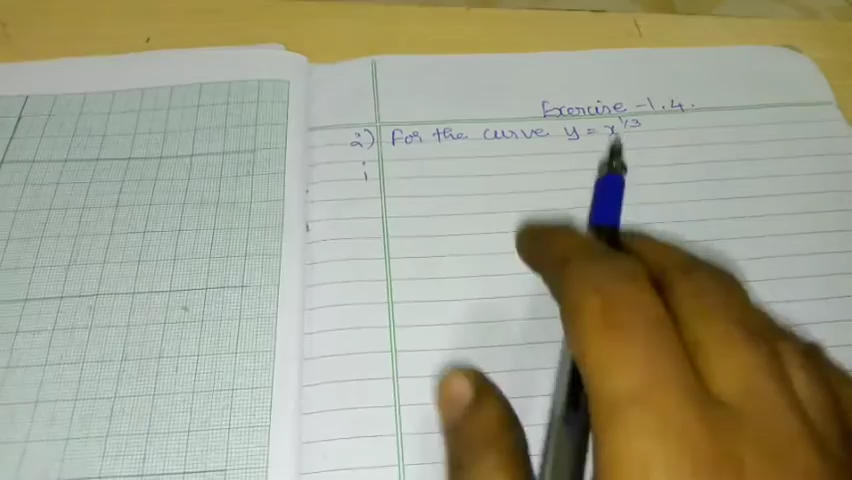 Exercise -1.4.
2) For the curve y = x^1/3
i